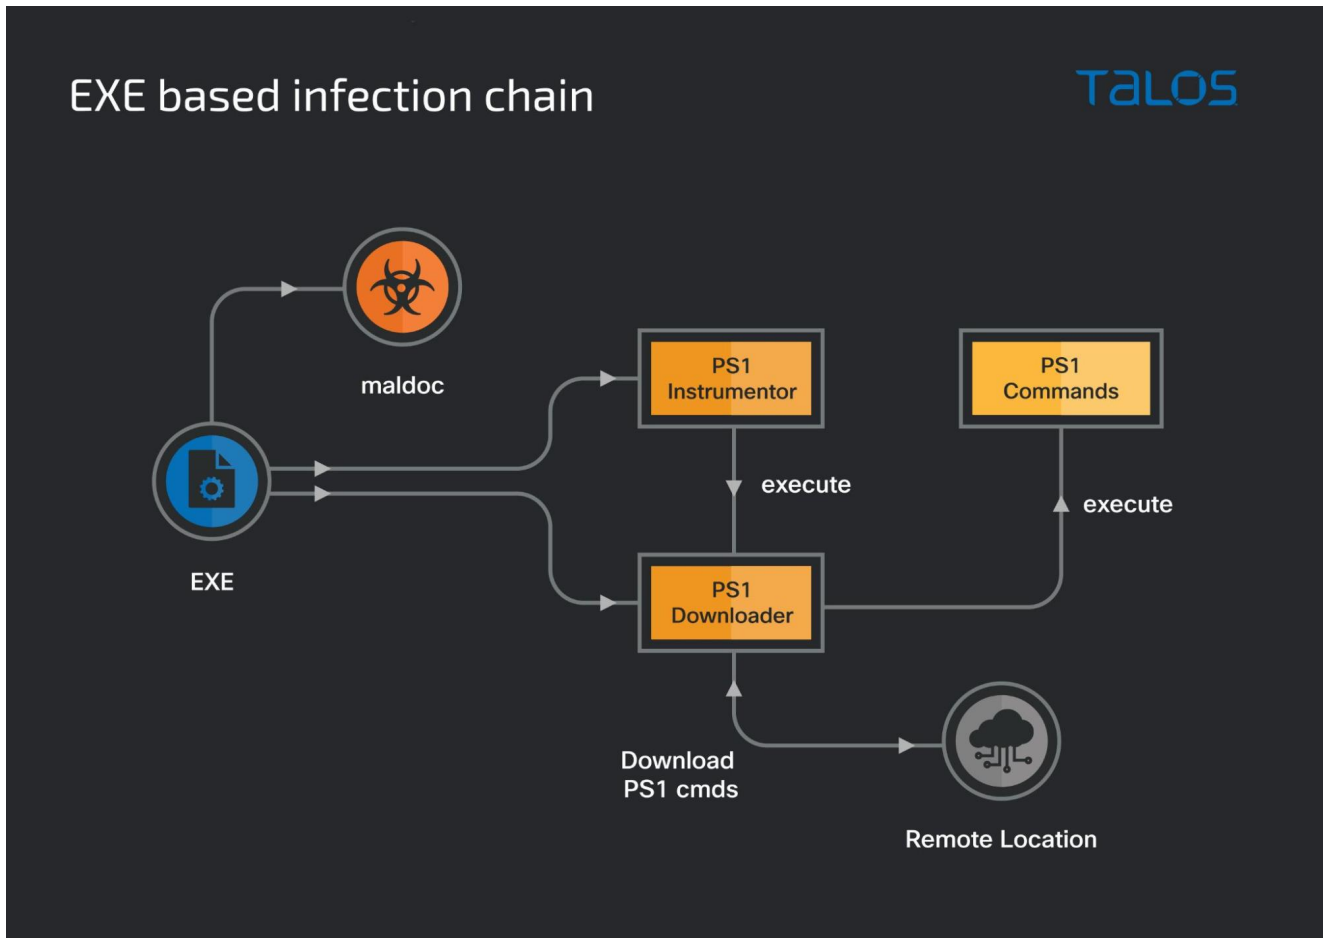 EXE based infection chain
TALOS
maldoc
PS1
Instrumentor
PS1
Commands
execute
execute
EXE
PS1
Downloader
Download
PS1 cmds
Remote Location